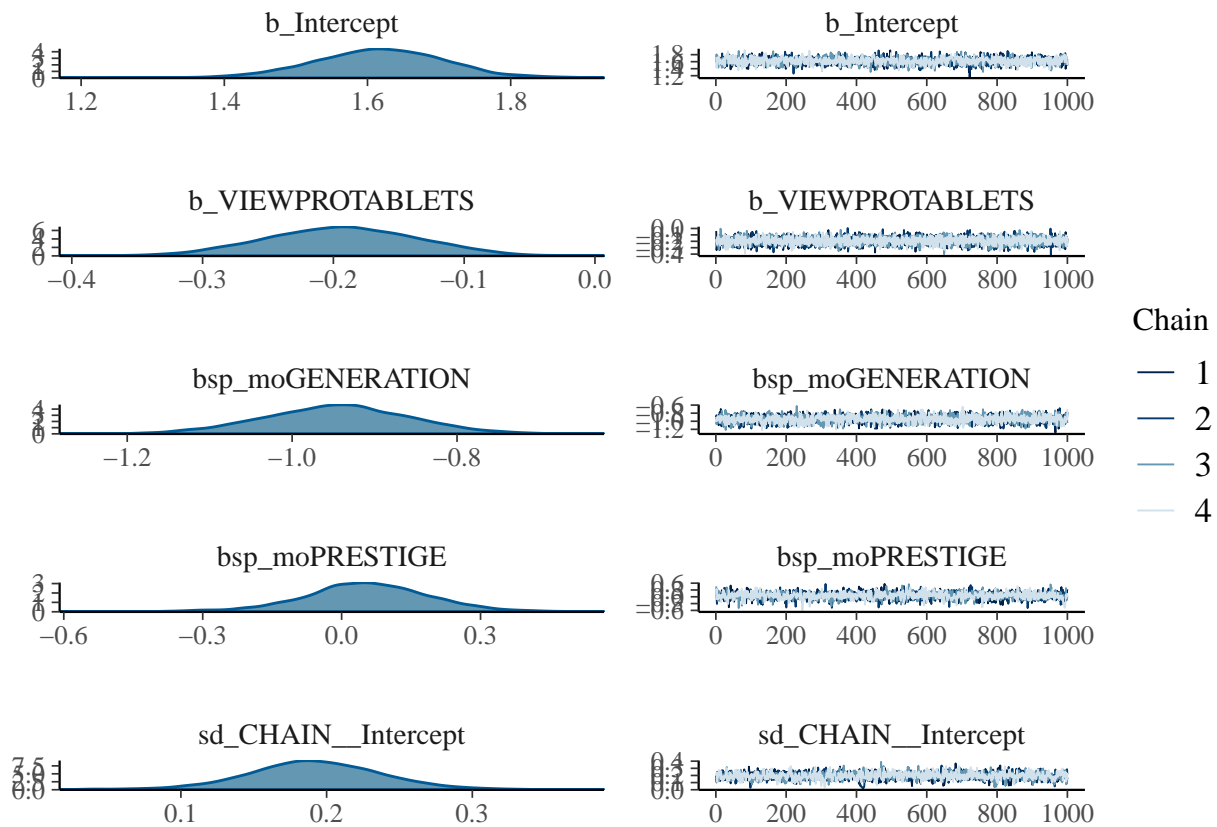 b_Intercept
1.2 1.4 1.6 1.8
b_Intercept
0 200 400 600 800 1000
b_VIEWPROTABLETS
−0.4 −0.3 −0.2 −0.1 0.0
b_VIEWPROTABLETS
0 200 400 600 800 1000
bsp_moGENERATION
−1.2 −1.0 −0.8
bsp_moGENERATION
0 200 400 600 800 1000
bsp_moPRESTIGE
−0.6 −0.3 0.0 0.3
bsp_moPRESTIGE
0 200 400 600 800 1000
sd_CHAIN__Intercept
0.1 0.2 0.3
sd_CHAIN__Intercept
0 200 400 600 800 1000
Chain
1
2
3
4